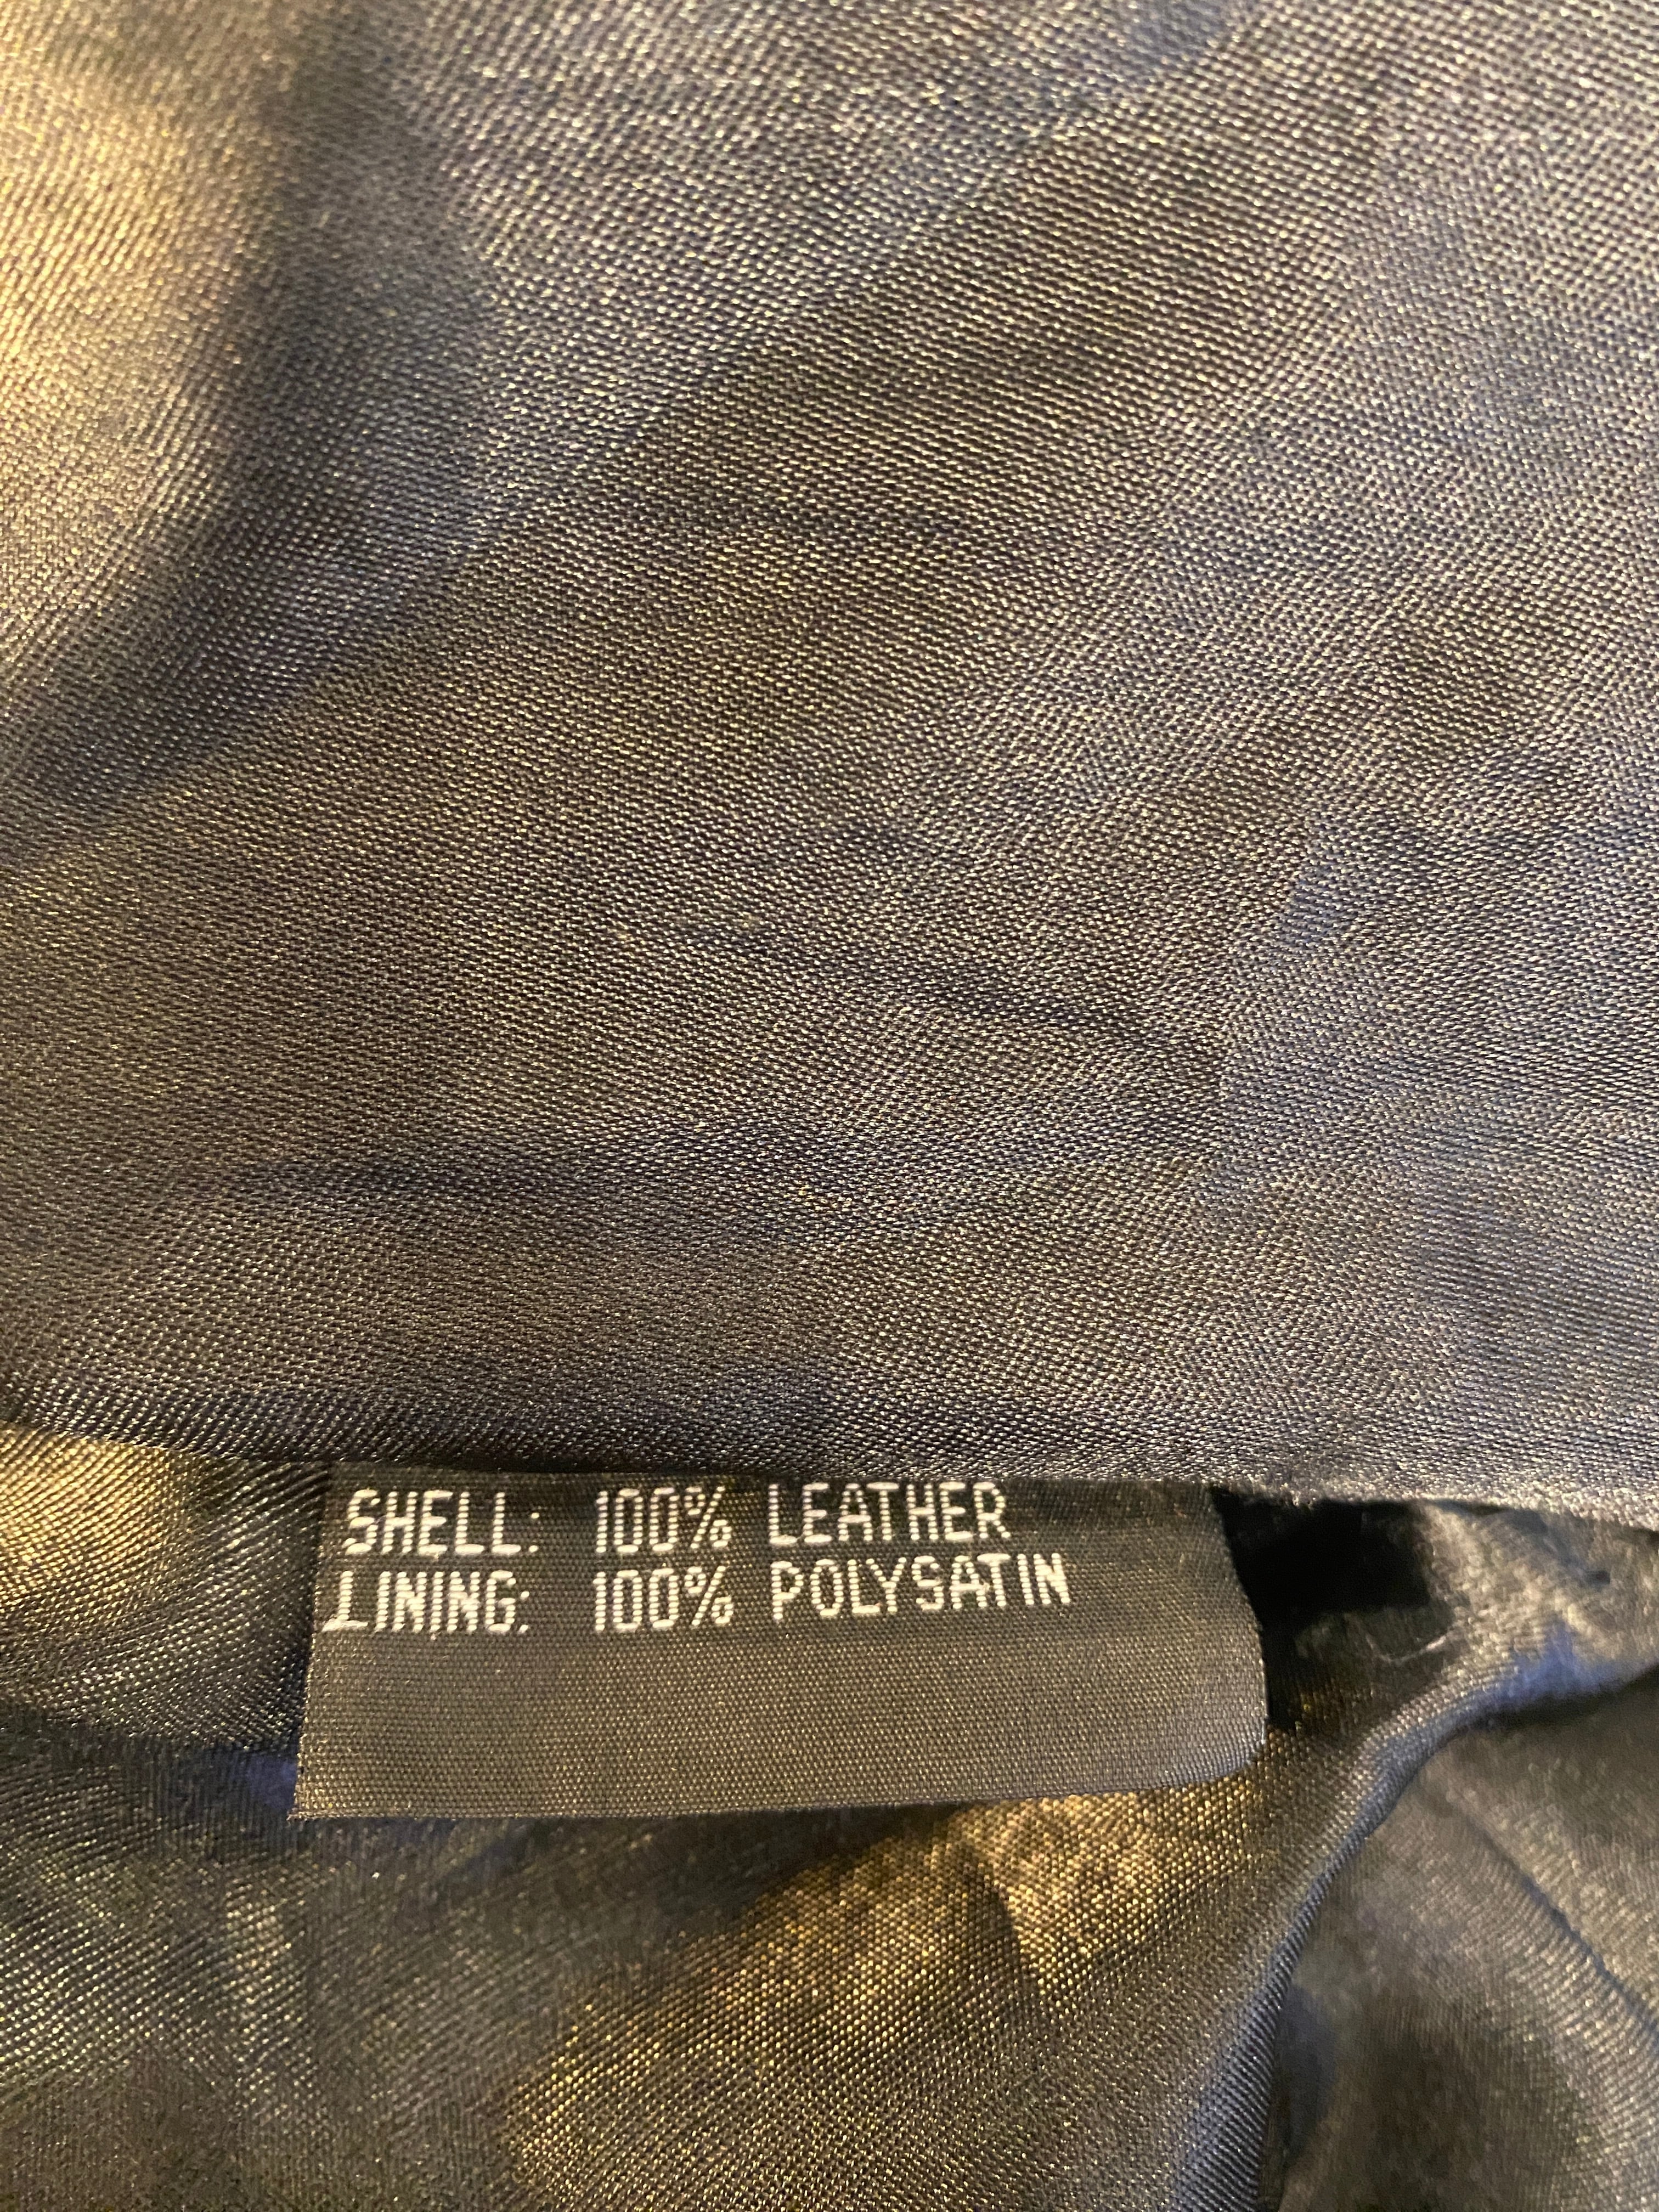 SHELL: 100% LEATHER
LINING: 100% POLYSATIN